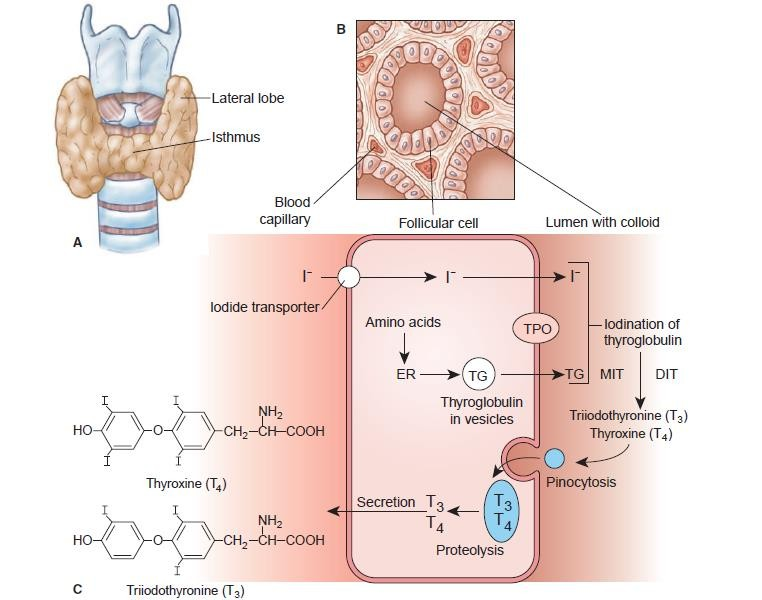 B
Lateral lobe
Isthmus
Blood
capillary
Follicular cell
Lumen with colloid
A
I⁻
I⁻
I⁻
Iodide transporter
Amino acids
TPO
Iodination of
thyroglobulin
ER
TG
TG
MIT
DIT
Thyroglobulin
in vesicles
Triiodothyronine (T₃)
Thyroxine (T₄)
I
I
NH₂
HO
O
CH₂–CH–COOH
I
I
Thyroxine (T₄)
Pinocytosis
T₃
T₄
Secretion
T₃
T₄
Proteolysis
I
NH₂
HO
O
CH₂–CH–COOH
I
I
C
Triiodothyronine (T₃)